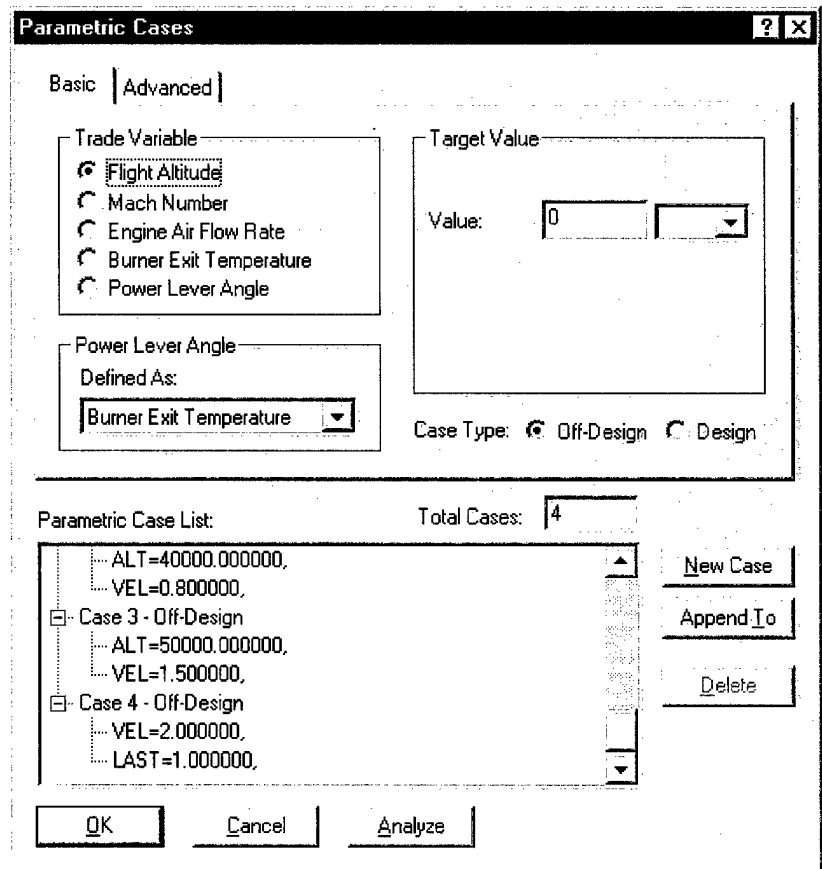 Parametric Cases
Basic
Advanced
Trade Variable
Flight Altitude
Mach Number
Engine Air Flow Rate
Burner Exit Temperature
Power Lever Angle
Target Value
Value: 0
Power Lever Angle
Defined As:
Burner Exit Temperature
Case Type: Off-Design Design
Parametric Case List:
Total Cases: 4
ALT=40000.000000,
VEL=0.800000,
Case 3 - Off-Design
ALT=50000.000000,
VEL=1.500000,
Case 4 - Off-Design
VEL=2.000000,
LAST=1.000000,
New Case
Append To
Delete
OK
Cancel
Analyze